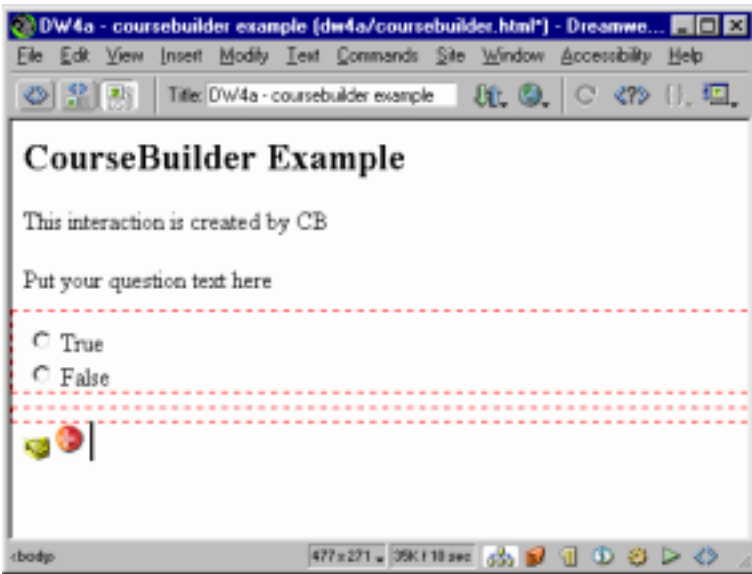 DW4a - coursebuilder example (dw4a/coursebuilder.html*) - Dreamwe...
File Edit View Insert Modify Text Commands Site Window Accessibility Help
Title: DW4a - coursebuilder example
CourseBuilder Example
This interaction is created by CB
Put your question text here
True
False
<body> 477 x 271 35K / 10 sec